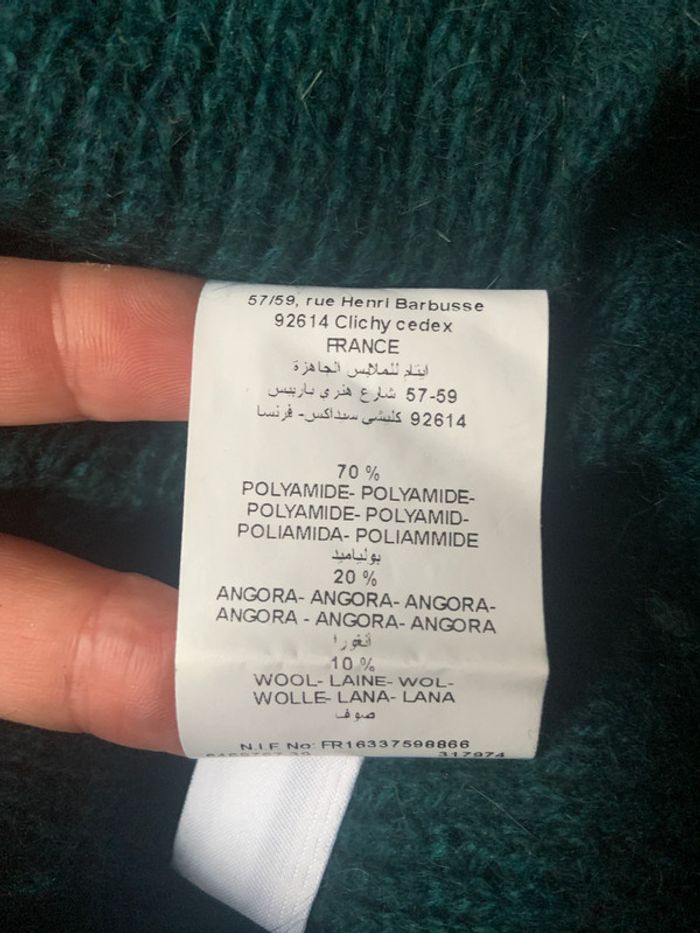 57/59, rue Henri Barbusse
92614 Clichy cedex
FRANCE
ايتام للملابس الجاهزة
57-59 شارع هنري باربيس
92614 كليشي سيداكس- فرنسا
70 %
POLYAMIDE- POLYAMIDE-
POLYAMIDE- POLYAMID-
POLIAMIDA- POLIAMMIDE
بولياميد
20 %
ANGORA- ANGORA- ANGORA-
ANGORA - ANGORA- ANGORA
أنغورا
10 %
WOOL- LAINE- WOL-
WOLLE- LANA- LANA
صوف
N.I.F. No: FR16337598866
317974